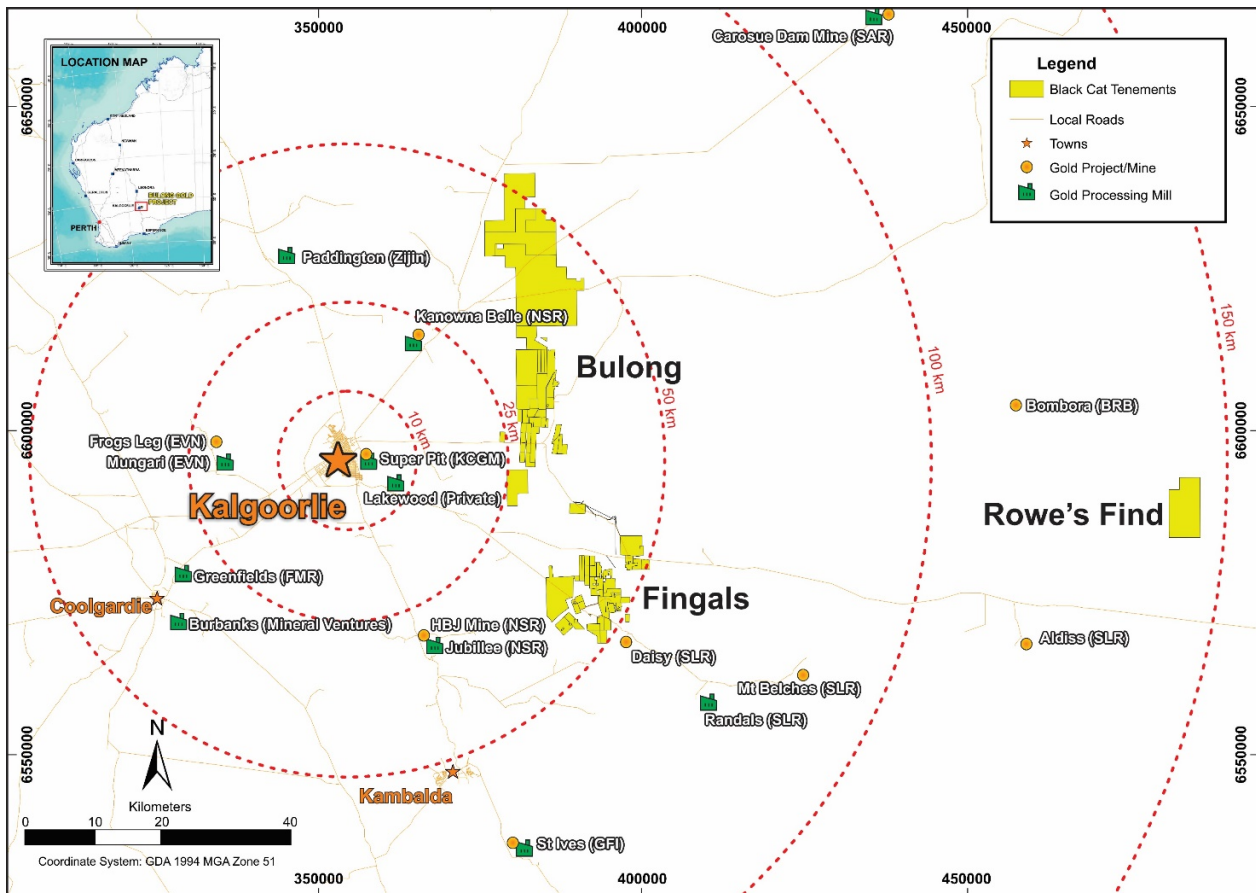 350000
400000
450000
Carosue Dam Mine (SAR)
LOCATION MAP
BULONG GOLD
PROJECT
PERTH
Legend
Black Cat Tenements
Local Roads
Towns
Gold Project/Mine
Gold Processing Mill
6650000
6650000
Paddington (Zijin)
Kanowna Belle (NSR)
Bulong
150 km
100 km
50 km
25 km
10 km
Bombora (BRB)
6600000
6600000
Frogs Leg (EVN)
Mungari (EVN)
Super Pit (KCGM)
Lakewood (Private)
Kalgoorlie
Rowe's Find
Greenfields (FMR)
Coolgardie
Burbanks (Mineral Ventures)
Fingals
HBJ Mine (NSR)
Jubillee (NSR)
Daisy (SLR)
Aldiss (SLR)
Mt Belches (SLR)
Randals (SLR)
N
6550000
6550000
Kambalda
Kilometers
0 10 20 40
St Ives (GFI)
Coordinate System: GDA 1994 MGA Zone 51
350000
400000
450000